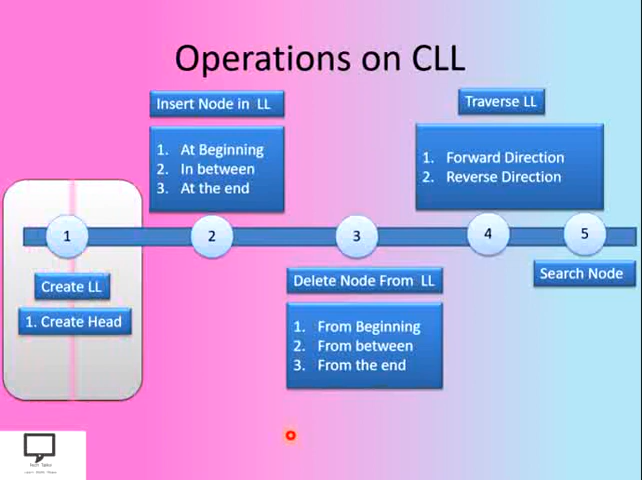 Operations on CLL
Insert Node in LL
1. At Beginning
2. In between
3. At the end
Traverse LL
1. Forward Direction
2. Reverse Direction
1
2
3
4
5
Create LL
1. Create Head
Delete Node From LL
1. From Beginning
2. From between
3. From the end
Search Node
Tech Talks